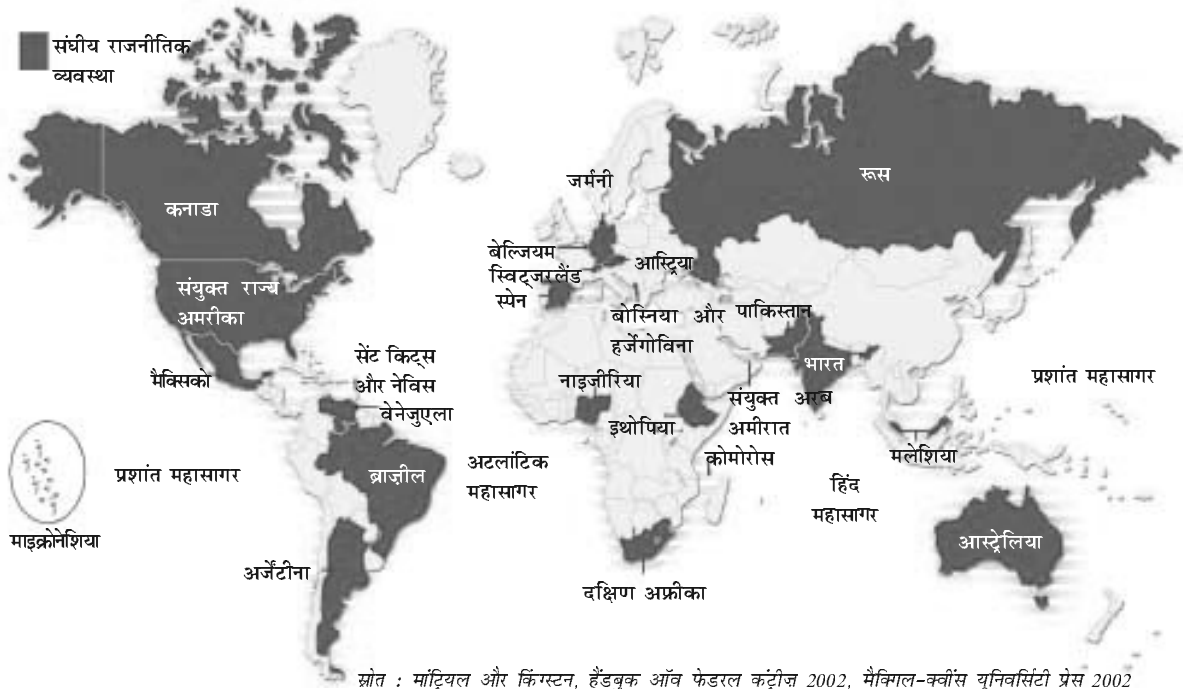 संघीय राजनीतिक
व्यवस्था
कनाडा
संयुक्त राज्य
अमरीका
मैक्सिको
सेंट किट्स
और नेविस
वेनेजुएला
ब्राज़ील
अर्जेंटीना
प्रशांत महासागर
माइक्रोनेशिया
अटलांटिक
महासागर
जर्मनी
रूस
बेल्जियम
स्विट्जरलैंड
स्पेन
आस्ट्रिया
बोस्निया और
हर्जेगोविना
पाकिस्तान
भारत
नाइजीरिया
इथोपिया
संयुक्त अरब
अमीरात
कोमोरोस
मलेशिया
प्रशांत महासागर
हिंद
महासागर
आस्ट्रेलिया
दक्षिण अफ्रीका
स्रोत : मांट्रियल और किंग्स्टन, हैंडबुक ऑव फेडरल कंट्रीज़ 2002, मैक्गिल-क्वींस यूनिवर्सिटी प्रेस 2002